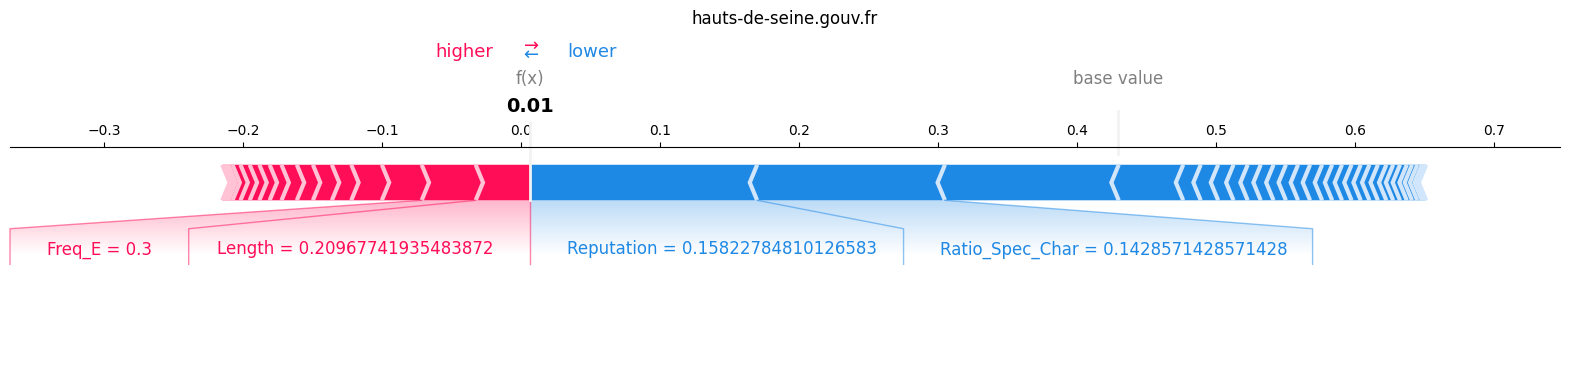 hauts-de-seine.gouv.fr
higher ⇄ lower
f(x) base value
0.01
−0.3 −0.2 −0.1 0.0 0.1 0.2 0.3 0.4 0.5 0.6 0.7
Freq_E = 0.3 Length = 0.20967741935483872 Reputation = 0.15822784810126583 Ratio_Spec_Char = 0.1428571428571428